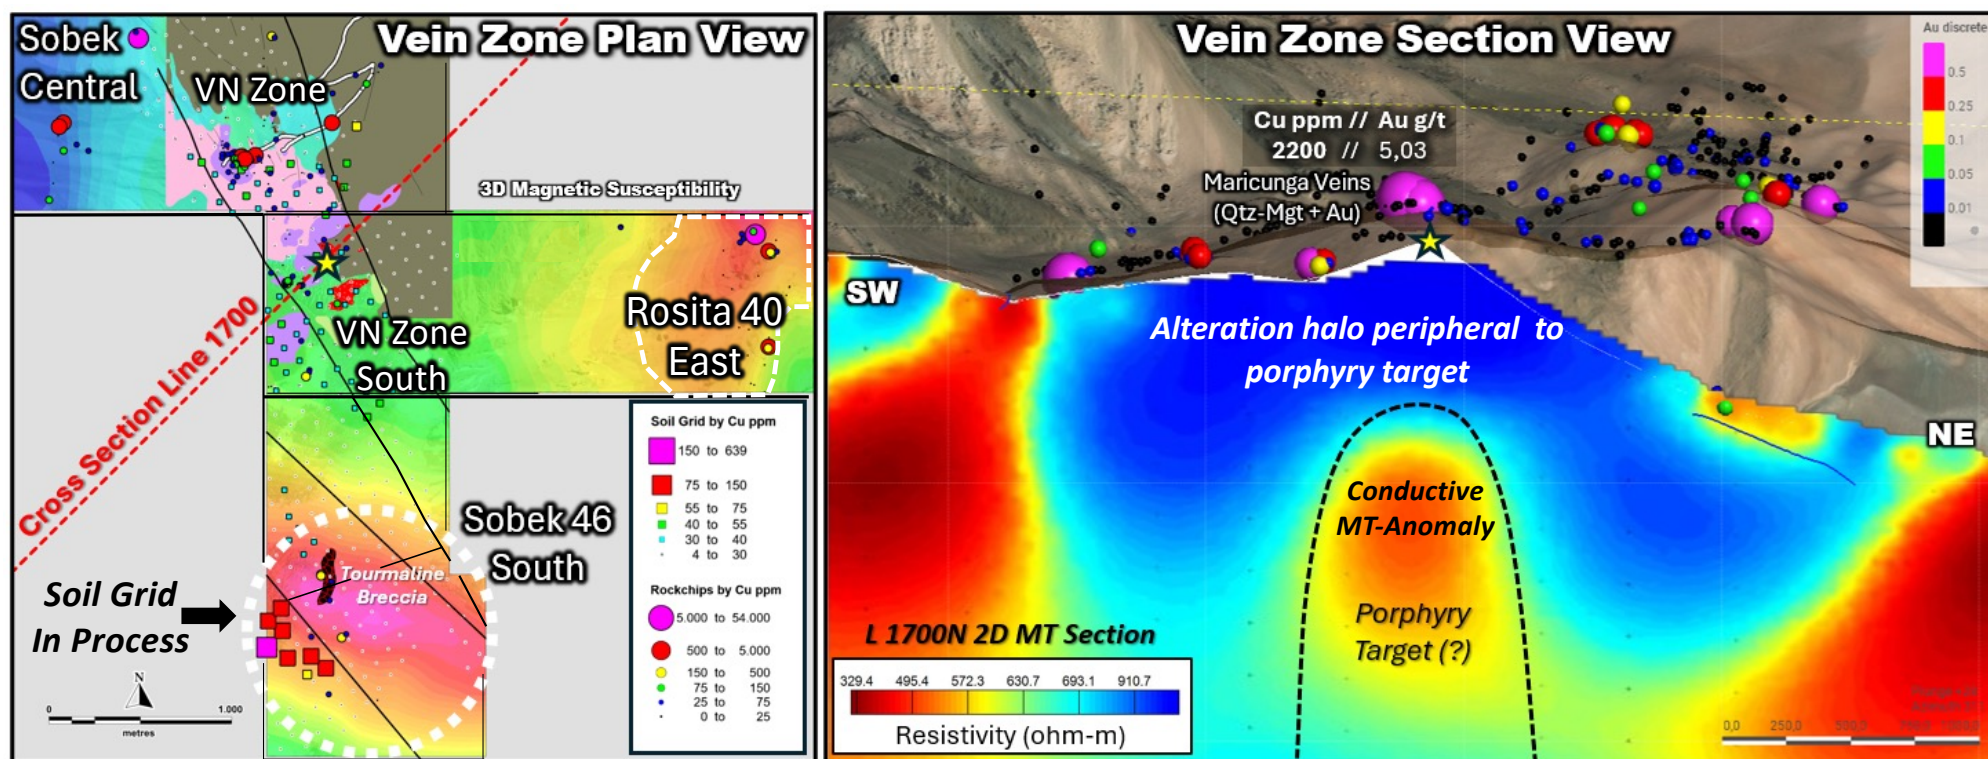 Vein Zone Plan View
Sobek
Central
VN Zone
3D Magnetic Susceptibility
Rosita 40
East
VN Zone
South
Cross Section Line 1700
Sobek 46
South
Tourmaline
Breccia
Soil Grid
In Process
N
0 1.000
metres
Soil Grid by Cu ppm
150 to 639
75 to 150
55 to 75
40 to 55
30 to 40
4 to 30
Rockchips by Cu ppm
5.000 to 54.000
500 to 5.000
150 to 500
75 to 150
25 to 75
0 to 25
Vein Zone Section View
Au discrete
0.5
0.25
0.1
0.05
0.01
Cu ppm // Au g/t
2200 // 5,03
Maricunga Veins
(Qtz-Mgt + Au)
SW
NE
Alteration halo peripheral to
porphyry target
Conductive
MT-Anomaly
Porphyry
Target (?)
L 1700N 2D MT Section
329.4 495.4 572.3 630.7 693.1 910.7
Resistivity (ohm-m)
0,0 250,0 500,0